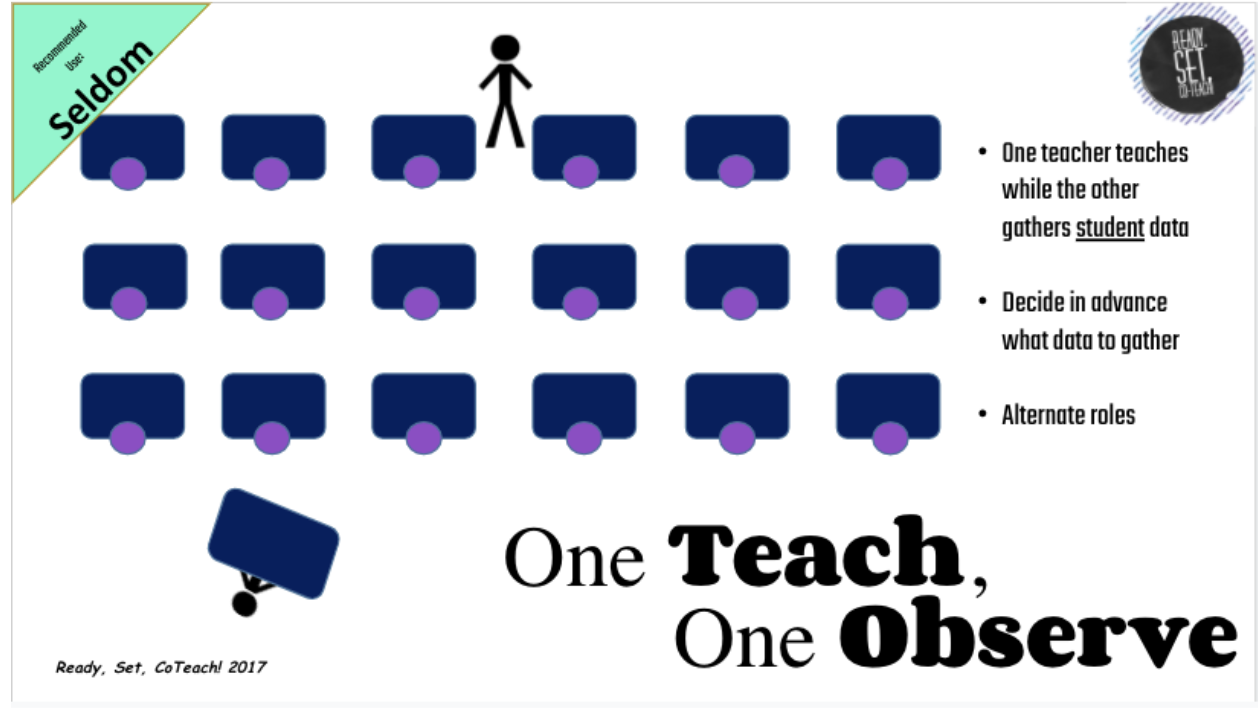 Recommended
Use:
Seldom
READY,
SET,
CO-TEACH
• One teacher teaches
while the other
gathers student data
• Decide in advance
what data to gather
• Alternate roles
One Teach,
One Observe
Ready, Set, CoTeach! 2017